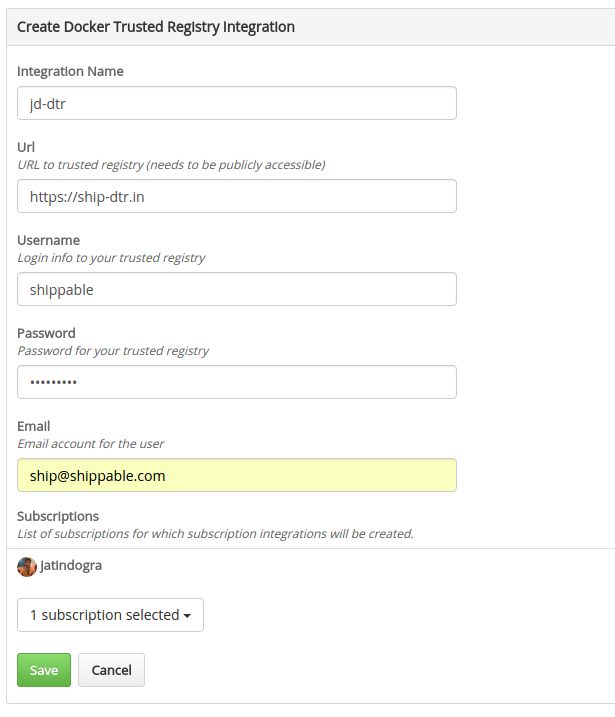 Create Docker Trusted Registry Integration
Integration Name
jd-dtr
Url
URL to trusted registry (needs to be publicly accessible)
https://ship-dtr.in
Username
Login info to your trusted registry
shippable
Password
Password for your trusted registry
•••••••••
Email
Email account for the user
ship@shippable.com
Subscriptions
List of subscriptions for which subscription integrations will be created.
jatindogra
1 subscription selected
Save Cancel